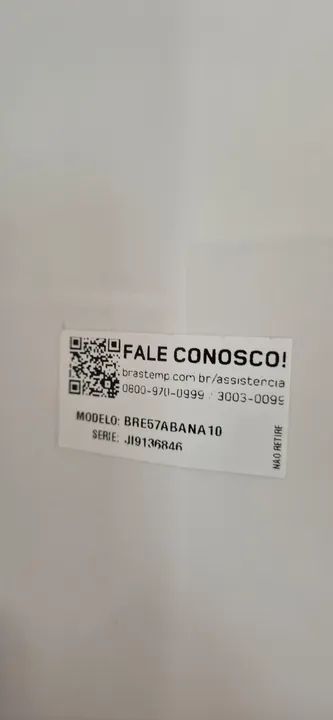 FALE CONOSCO!
brastemp.com.br/assistencia
0800-970-0999 : 3003-0099
MODELO: BRE57ABANA10
SERIE: JI9136846
NÃO RETIRE